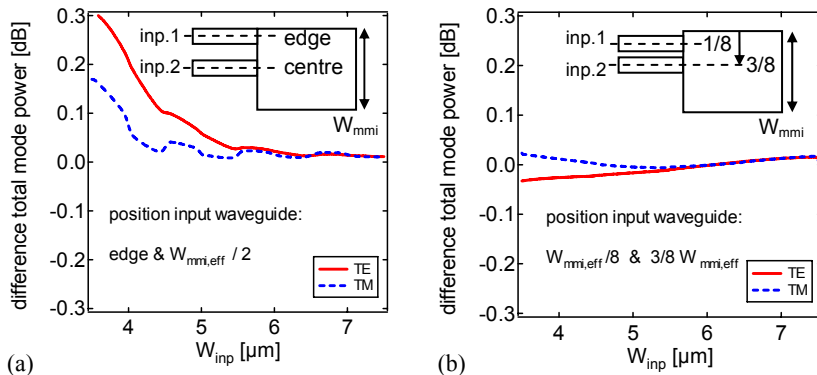 (a)
difference total mode power [dB]
0.3
0.2
0.1
0.0
-0.1
-0.2
-0.3
4
5
6
7
W_inp [µm]
inp.1
edge
inp.2
centre
W_mmi
position input waveguide:
edge & W_mmi,eff / 2
TE
TM
(b)
difference total mode power [dB]
0.3
0.2
0.1
0.0
-0.1
-0.2
-0.3
4
5
6
7
W_inp [µm]
inp.1
1/8
inp.2
3/8
W_mmi
position input waveguide:
W_mmi,eff /8 & 3/8 W_mmi,eff
TE
TM